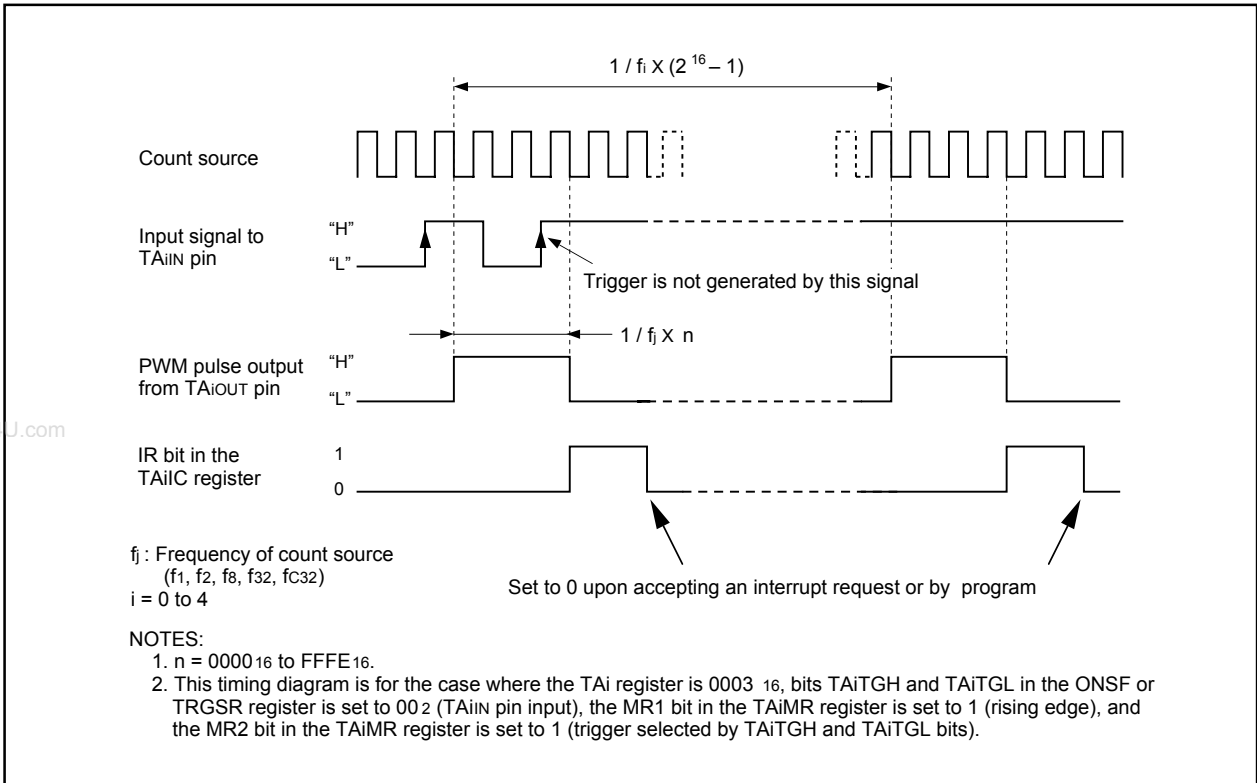 1 / fi X (2 16 – 1)
Count source
Input signal to
TAiIN pin
“H”
“L”
Trigger is not generated by this signal
1 / fj X n
PWM pulse output
from TAiOUT pin
“H”
“L”
U.com
IR bit in the
TAiIC register
1
0
fj : Frequency of count source
(f1, f2, f8, f32, fC32)
i = 0 to 4
Set to 0 upon accepting an interrupt request or by program
NOTES:
1. n = 000016 to FFFE16.
2. This timing diagram is for the case where the TAi register is 0003 16, bits TAiTGH and TAiTGL in the ONSF or
TRGSR register is set to 00 2 (TAiIN pin input), the MR1 bit in the TAiMR register is set to 1 (rising edge), and
the MR2 bit in the TAiMR register is set to 1 (trigger selected by TAiTGH and TAiTGL bits).